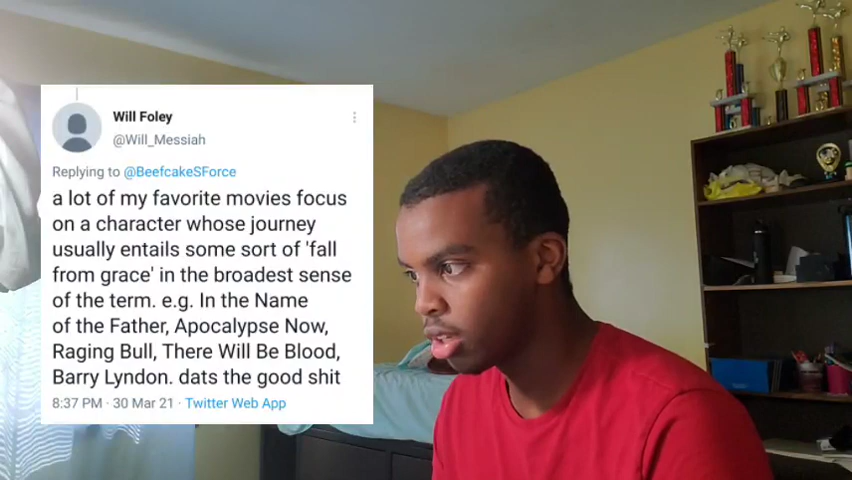 Will Foley
@Will_Messiah
Replying to @BeefcakeSForce
a lot of my favorite movies focus
on a character whose journey
usually entails some sort of 'fall
from grace' in the broadest sense
of the term. e.g. In the Name
of the Father, Apocalypse Now,
Raging Bull, There Will Be Blood,
Barry Lyndon. dats the good shit
8:37 PM · 30 Mar 21 · Twitter Web App